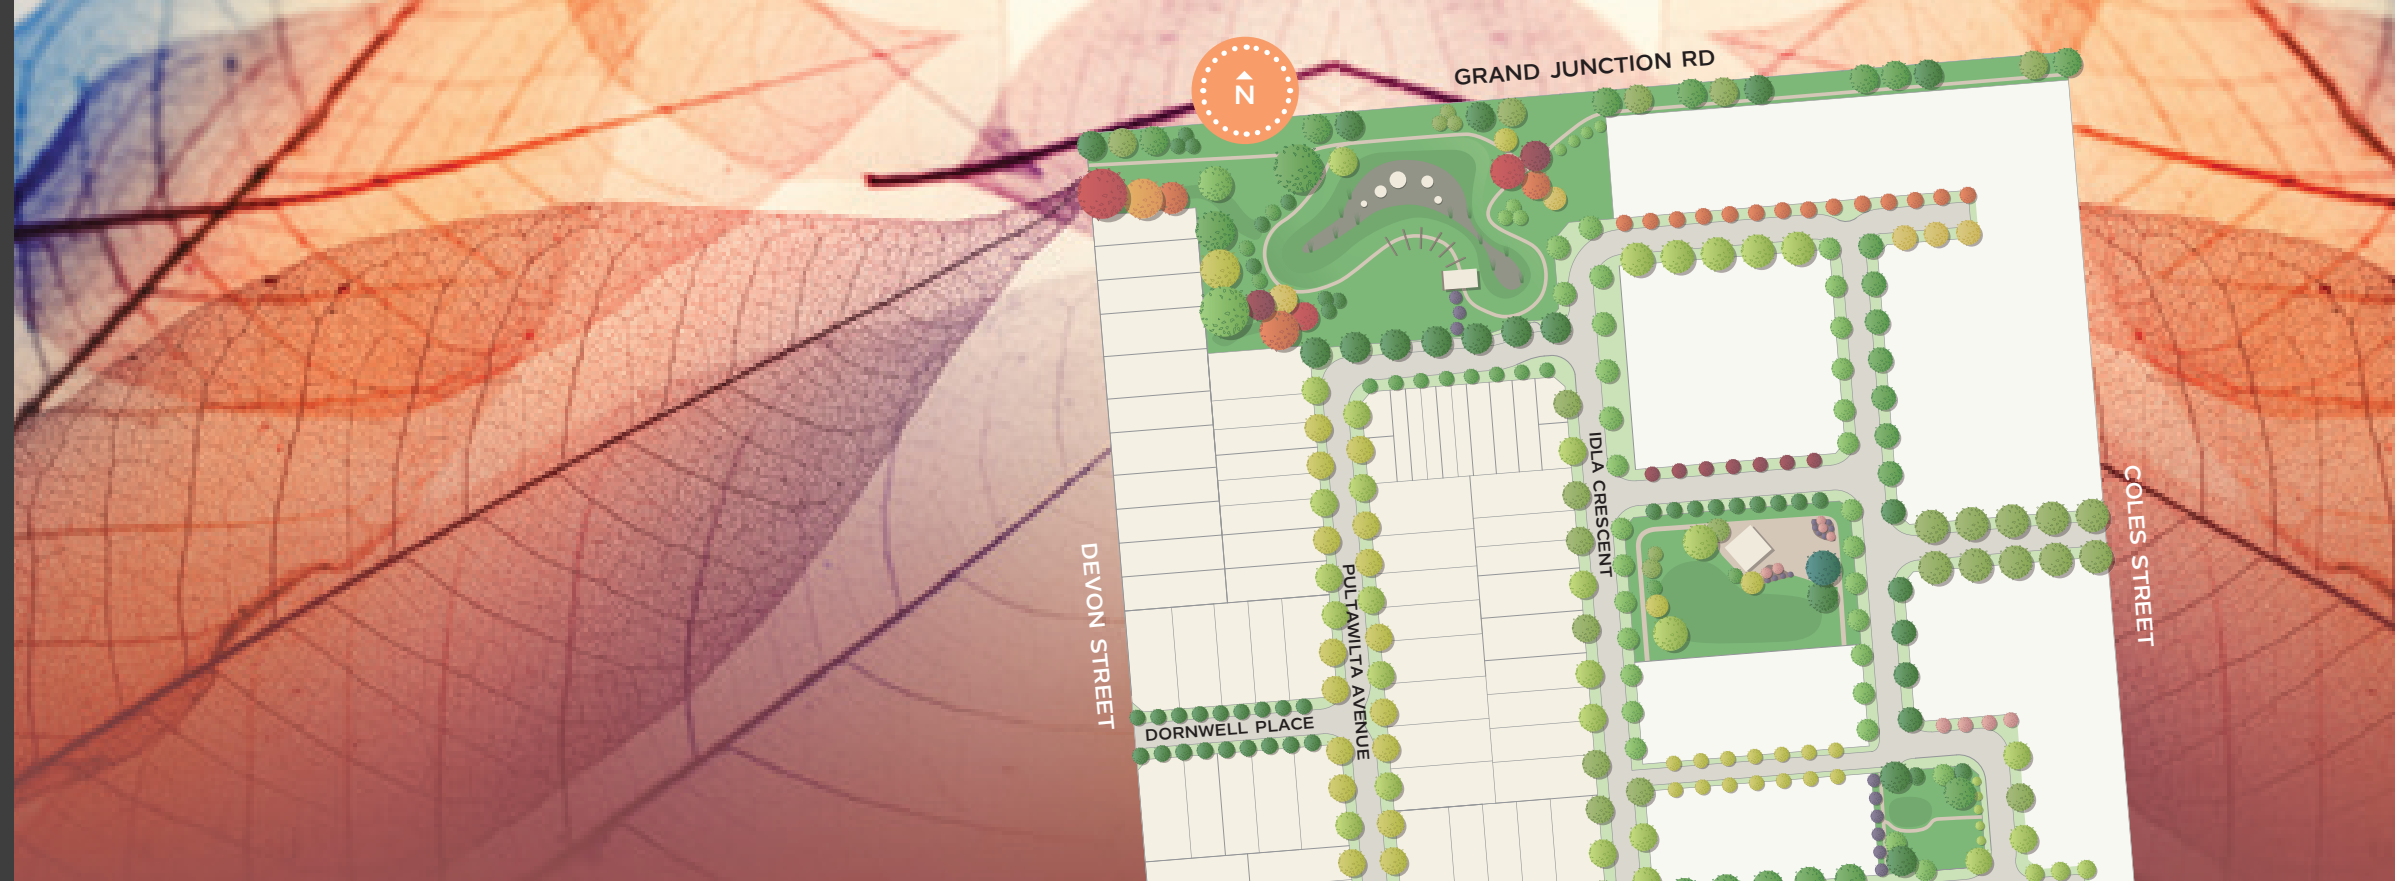 GRAND JUNCTION RD
N
IDLA CRESCENT
COLES STREET
DEVON STREET
PULTAWILTA AVENUE
DORNWELL PLACE